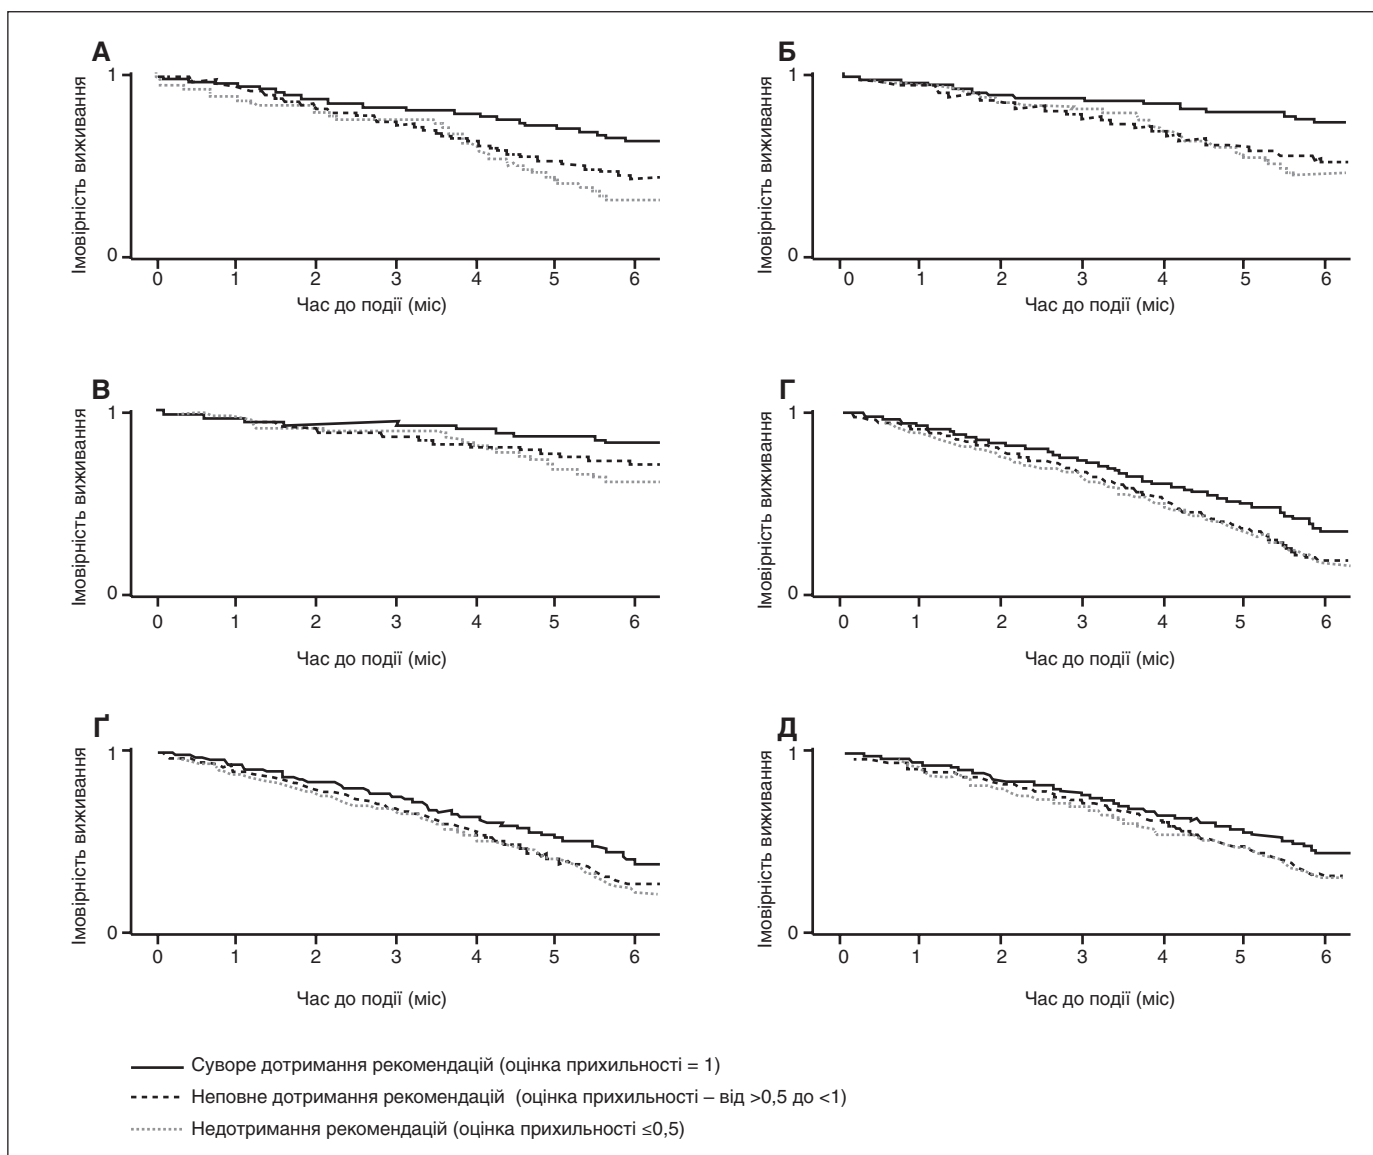 А
Імовірність виживання
1
0
0 1 2 3 4 5 6
Час до події (міс)
Б
Імовірність виживання
1
0
0 1 2 3 4 5 6
Час до події (міс)
В
Імовірність виживання
1
0
0 1 2 3 4 5 6
Час до події (міс)
Г
Імовірність виживання
1
0
0 1 2 3 4 5 6
Час до події (міс)
Ґ
Імовірність виживання
1
0
0 1 2 3 4 5 6
Час до події (міс)
Д
Імовірність виживання
1
0
0 1 2 3 4 5 6
Час до події (міс)
Суворе дотримання рекомендацій (оцінка прихильності = 1)
Неповне дотримання рекомендацій (оцінка прихильності – від >0,5 до <1)
Недотримання рекомендацій (оцінка прихильності ≤0,5)